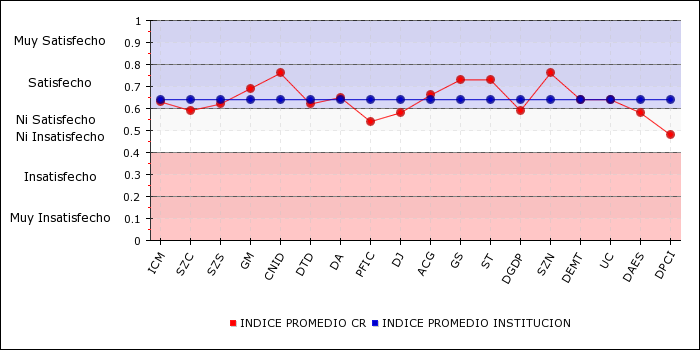 1
0.9
0.8
0.7
0.6
0.5
0.4
0.3
0.2
0.1
0
Muy Satisfecho
Satisfecho
Ni Satisfecho
Ni Insatisfecho
Insatisfecho
Muy Insatisfecho
ICM
SZC
SZS
GM
CNID
DTD
DA
PFIC
DJ
ACG
GS
ST
DGDP
SZN
DEMT
UC
DAES
DPCI
INDICE PROMEDIO CR
INDICE PROMEDIO INSTITUCION